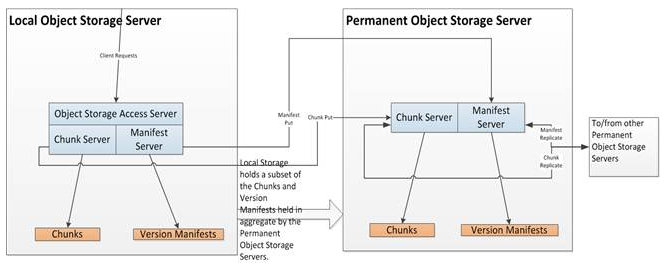 Local Object Storage Server
Client Requests
Object Storage Access Server
Chunk Server
Manifest
Server
Chunks
Version Manifests
Manifest
Put
Chunk Put
Local Storage
holds a subset of
the Chunks and
Version
Manifests held in
aggregate by the
Permanent
Object Storage
Servers.
Permanent Object Storage Server
Chunk Server
Manifest
Server
Chunks
Version Manifests
Manifest
Replicate
Chunk
Replicate
To/from other
Permanent
Object Storage
Servers